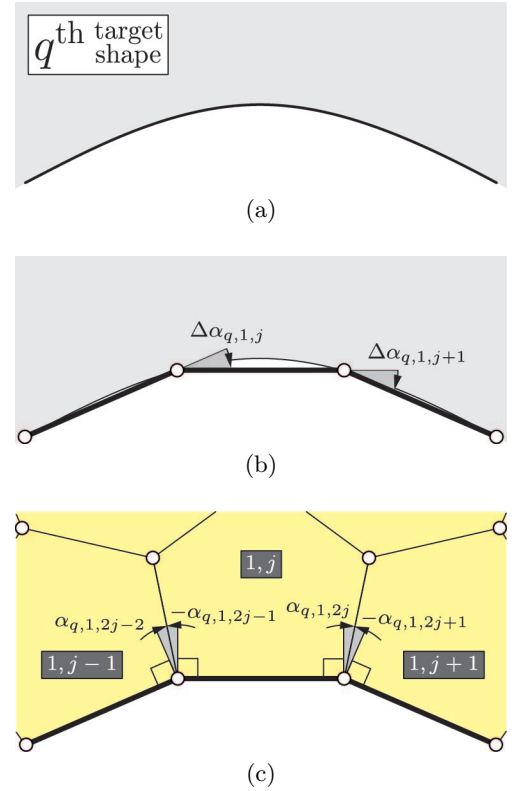 q^th target shape
(a)
Δα_{q,1,j}
Δα_{q,1,j+1}
(b)
1, j
α_{q,1,2j−2}
−α_{q,1,2j−1}
α_{q,1,2j}
−α_{q,1,2j+1}
1, j − 1
1, j + 1
(c)